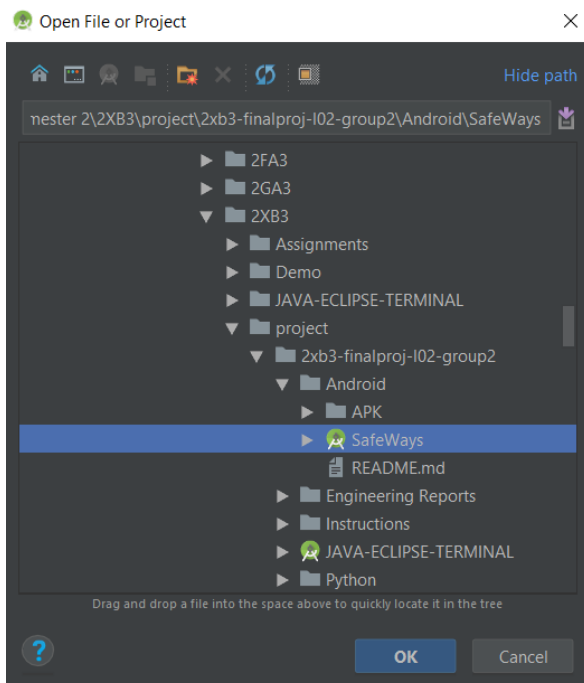 Open File or Project
Hide path
nester 2\2XB3\project\2xb3-finalproj-l02-group2\Android\SafeWays
2FA3
2GA3
2XB3
Assignments
Demo
JAVA-ECLIPSE-TERMINAL
project
2xb3-finalproj-l02-group2
Android
APK
SafeWays
README.md
Engineering Reports
Instructions
JAVA-ECLIPSE-TERMINAL
Python
Drag and drop a file into the space above to quickly locate it in the tree
?
OK
Cancel